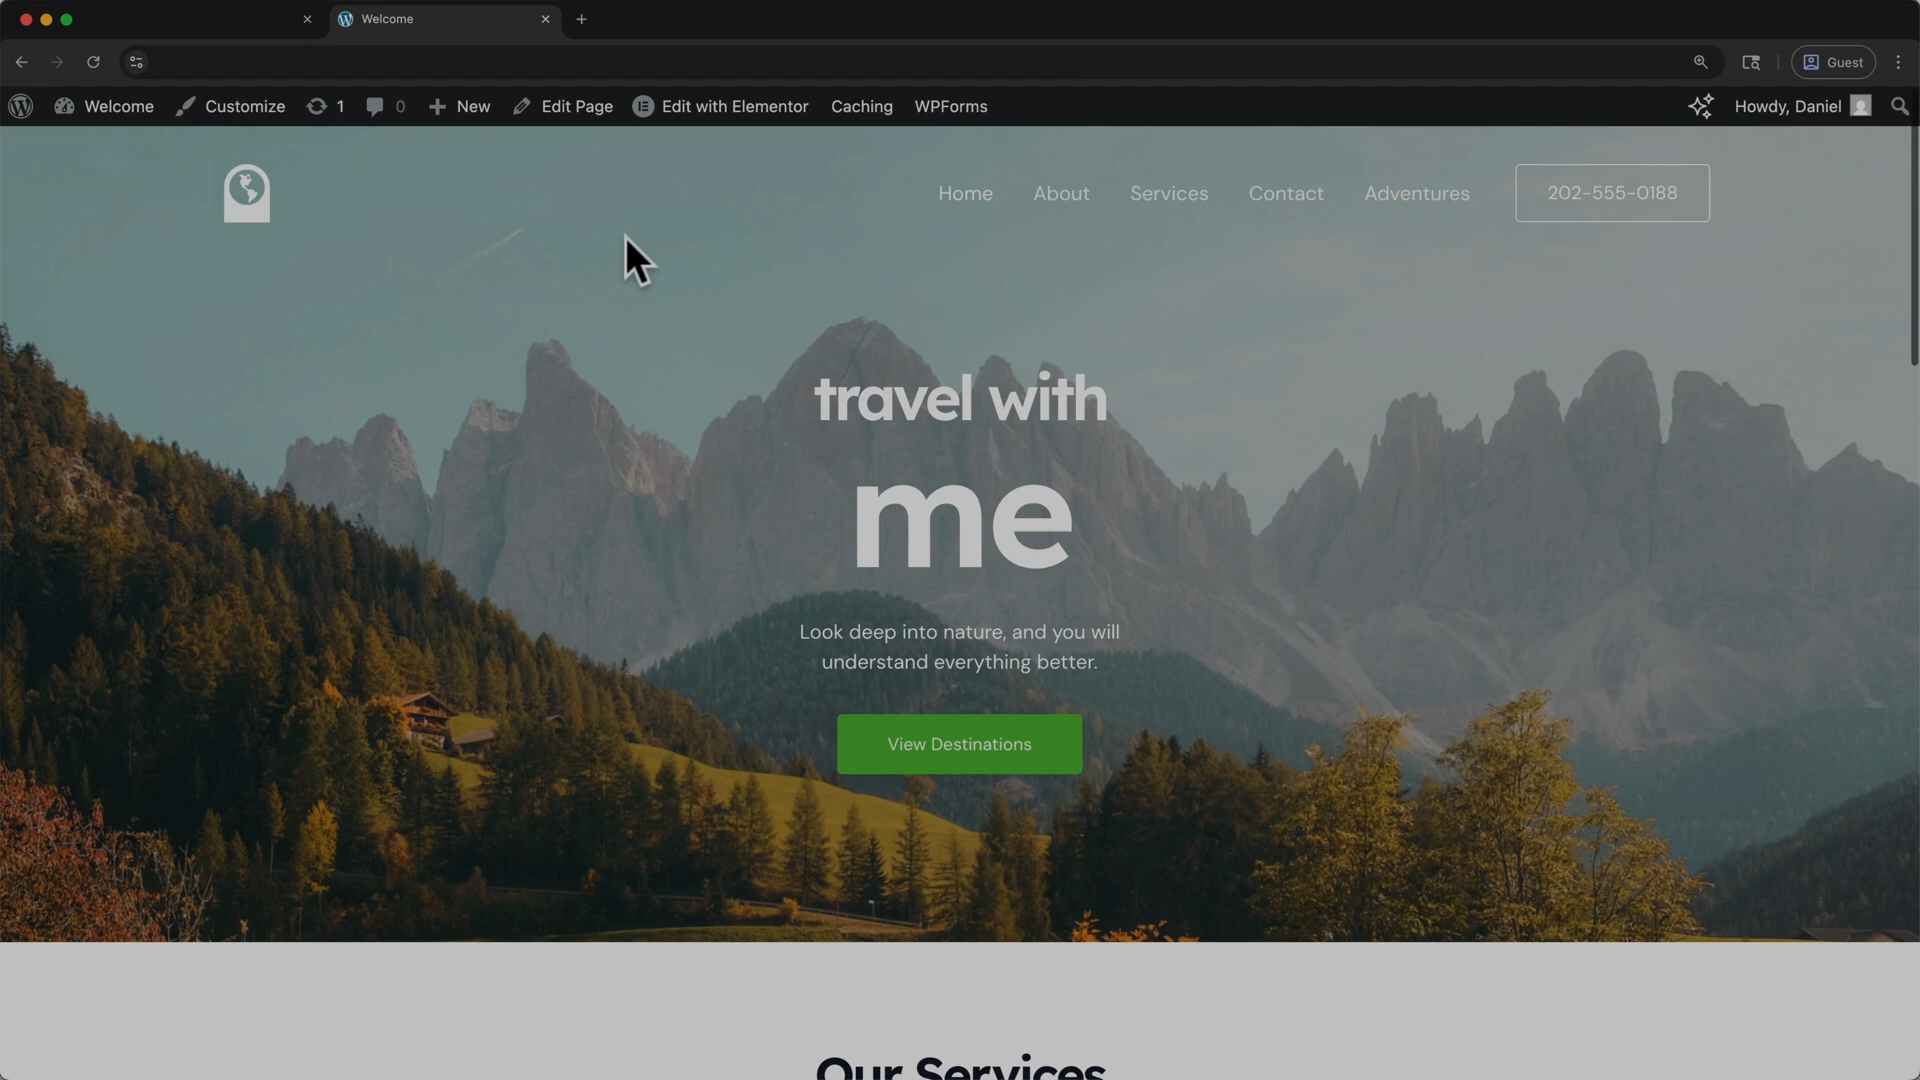 Welcome
Guest
Welcome Customize 1 0 New Edit Page Edit with Elementor Caching WPForms Howdy, Daniel
Home About Services Contact Adventures 202-555-0188
travel with
me
Look deep into nature, and you will
understand everything better.
View Destinations
Our Services